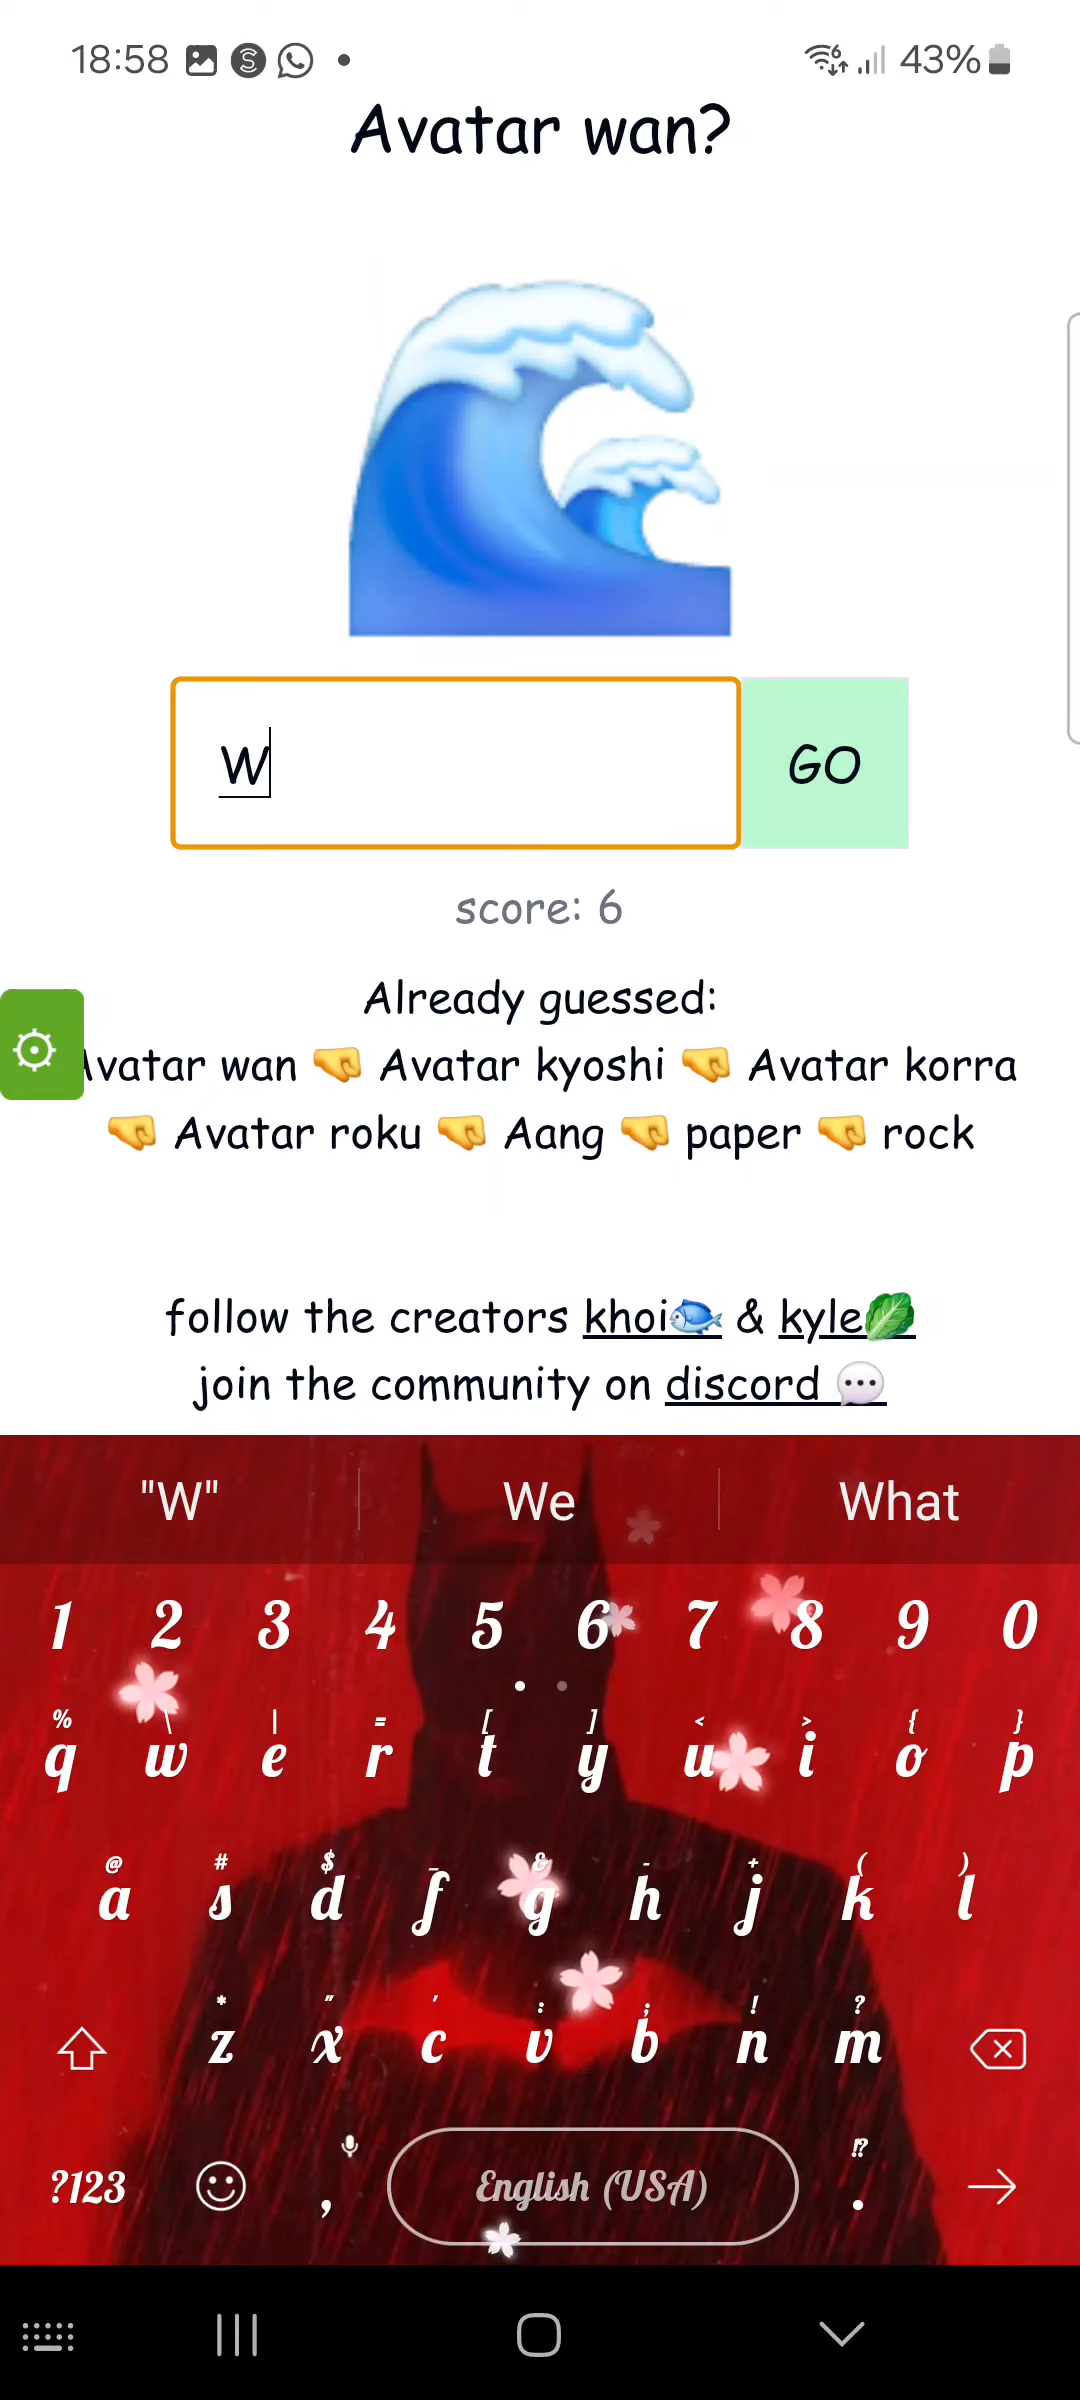 18:58 43%
Avatar wan?
W GO
score: 6
Already guessed:
Avatar wan 🤜 Avatar kyoshi 🤜 Avatar korra
🤜 Avatar roku 🤜 Aang 🤜 paper 🤜 rock
follow the creators khoi🐟 & kyle🥬
join the community on discord 💬
"W" We What
1 2 3 4 5 6 7 8 9 0
% \ | = [ ] < > { }
q w e r t y u i o p
@ # $ _ & - + ( )
a s d f g h j k l
* " ' : ; ! ?
z x c v b n m
!?
?123 , English (USA) .